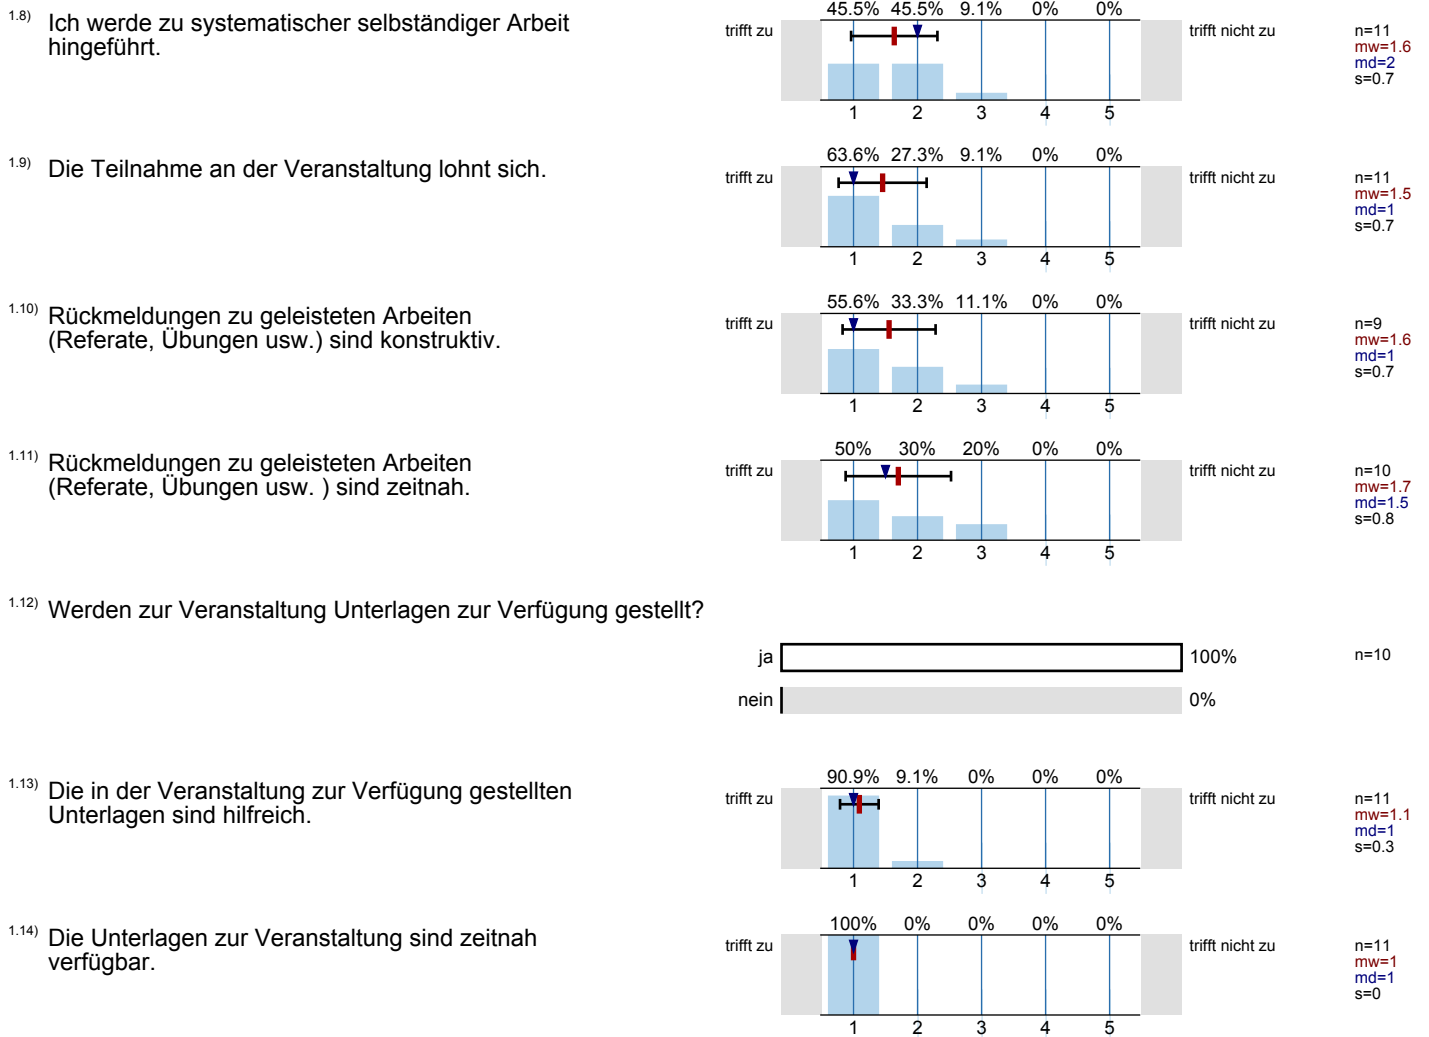 1.8) Ich werde zu systematischer selbständiger Arbeit
hingeführt.
45.5% 45.5% 9.1% 0% 0%
trifft zu
trifft nicht zu
1 2 3 4 5
n=11
mw=1.6
md=2
s=0.7
1.9) Die Teilnahme an der Veranstaltung lohnt sich.
63.6% 27.3% 9.1% 0% 0%
trifft zu
trifft nicht zu
1 2 3 4 5
n=11
mw=1.5
md=1
s=0.7
1.10) Rückmeldungen zu geleisteten Arbeiten
(Referate, Übungen usw.) sind konstruktiv.
55.6% 33.3% 11.1% 0% 0%
trifft zu
trifft nicht zu
1 2 3 4 5
n=9
mw=1.6
md=1
s=0.7
1.11) Rückmeldungen zu geleisteten Arbeiten
(Referate, Übungen usw. ) sind zeitnah.
50% 30% 20% 0% 0%
trifft zu
trifft nicht zu
1 2 3 4 5
n=10
mw=1.7
md=1.5
s=0.8
1.12) Werden zur Veranstaltung Unterlagen zur Verfügung gestellt?
ja 100%
n=10
nein 0%
1.13) Die in der Veranstaltung zur Verfügung gestellten
Unterlagen sind hilfreich.
90.9% 9.1% 0% 0% 0%
trifft zu
trifft nicht zu
1 2 3 4 5
n=11
mw=1.1
md=1
s=0.3
1.14) Die Unterlagen zur Veranstaltung sind zeitnah
verfügbar.
100% 0% 0% 0% 0%
trifft zu
trifft nicht zu
1 2 3 4 5
n=11
mw=1
md=1
s=0